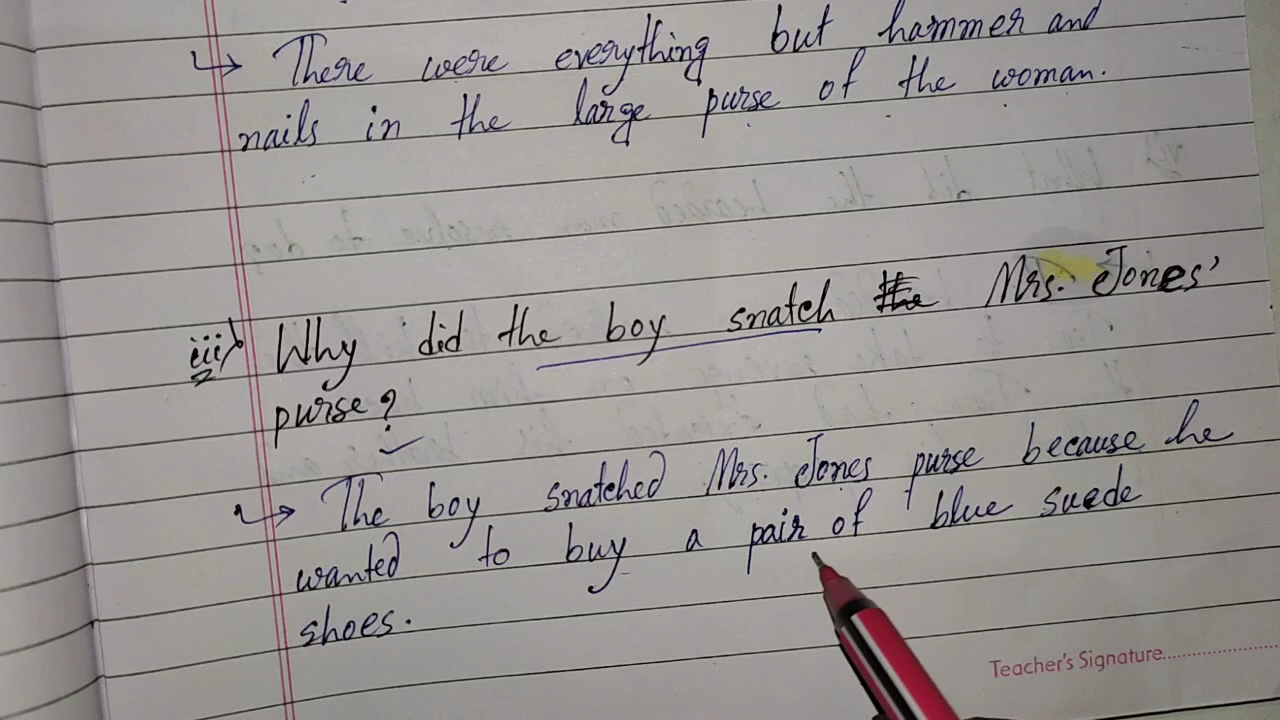 ↳ There were everything but hammer and
nails in the large purse of the woman.
iii) Why did the boy snatch the Mrs. Jones'
purse?
↳ The boy snatched Mrs. Jones purse because he
wanted to buy a pair of blue suede
shoes.
Teacher's Signature....................